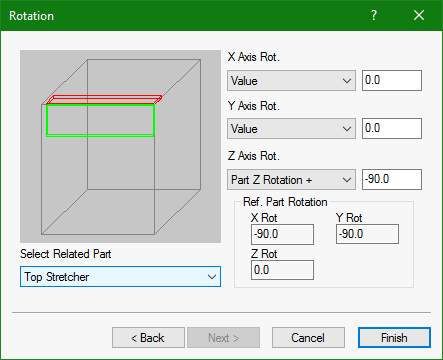 Rotation
?
X Axis Rot.
Value 0.0
Y Axis Rot.
Value 0.0
Z Axis Rot.
Part Z Rotation + -90.0
Ref. Part Rotation
X Rot Y Rot
-90.0 -90.0
Z Rot
0.0
Select Related Part
Top Stretcher
< Back Next > Cancel Finish